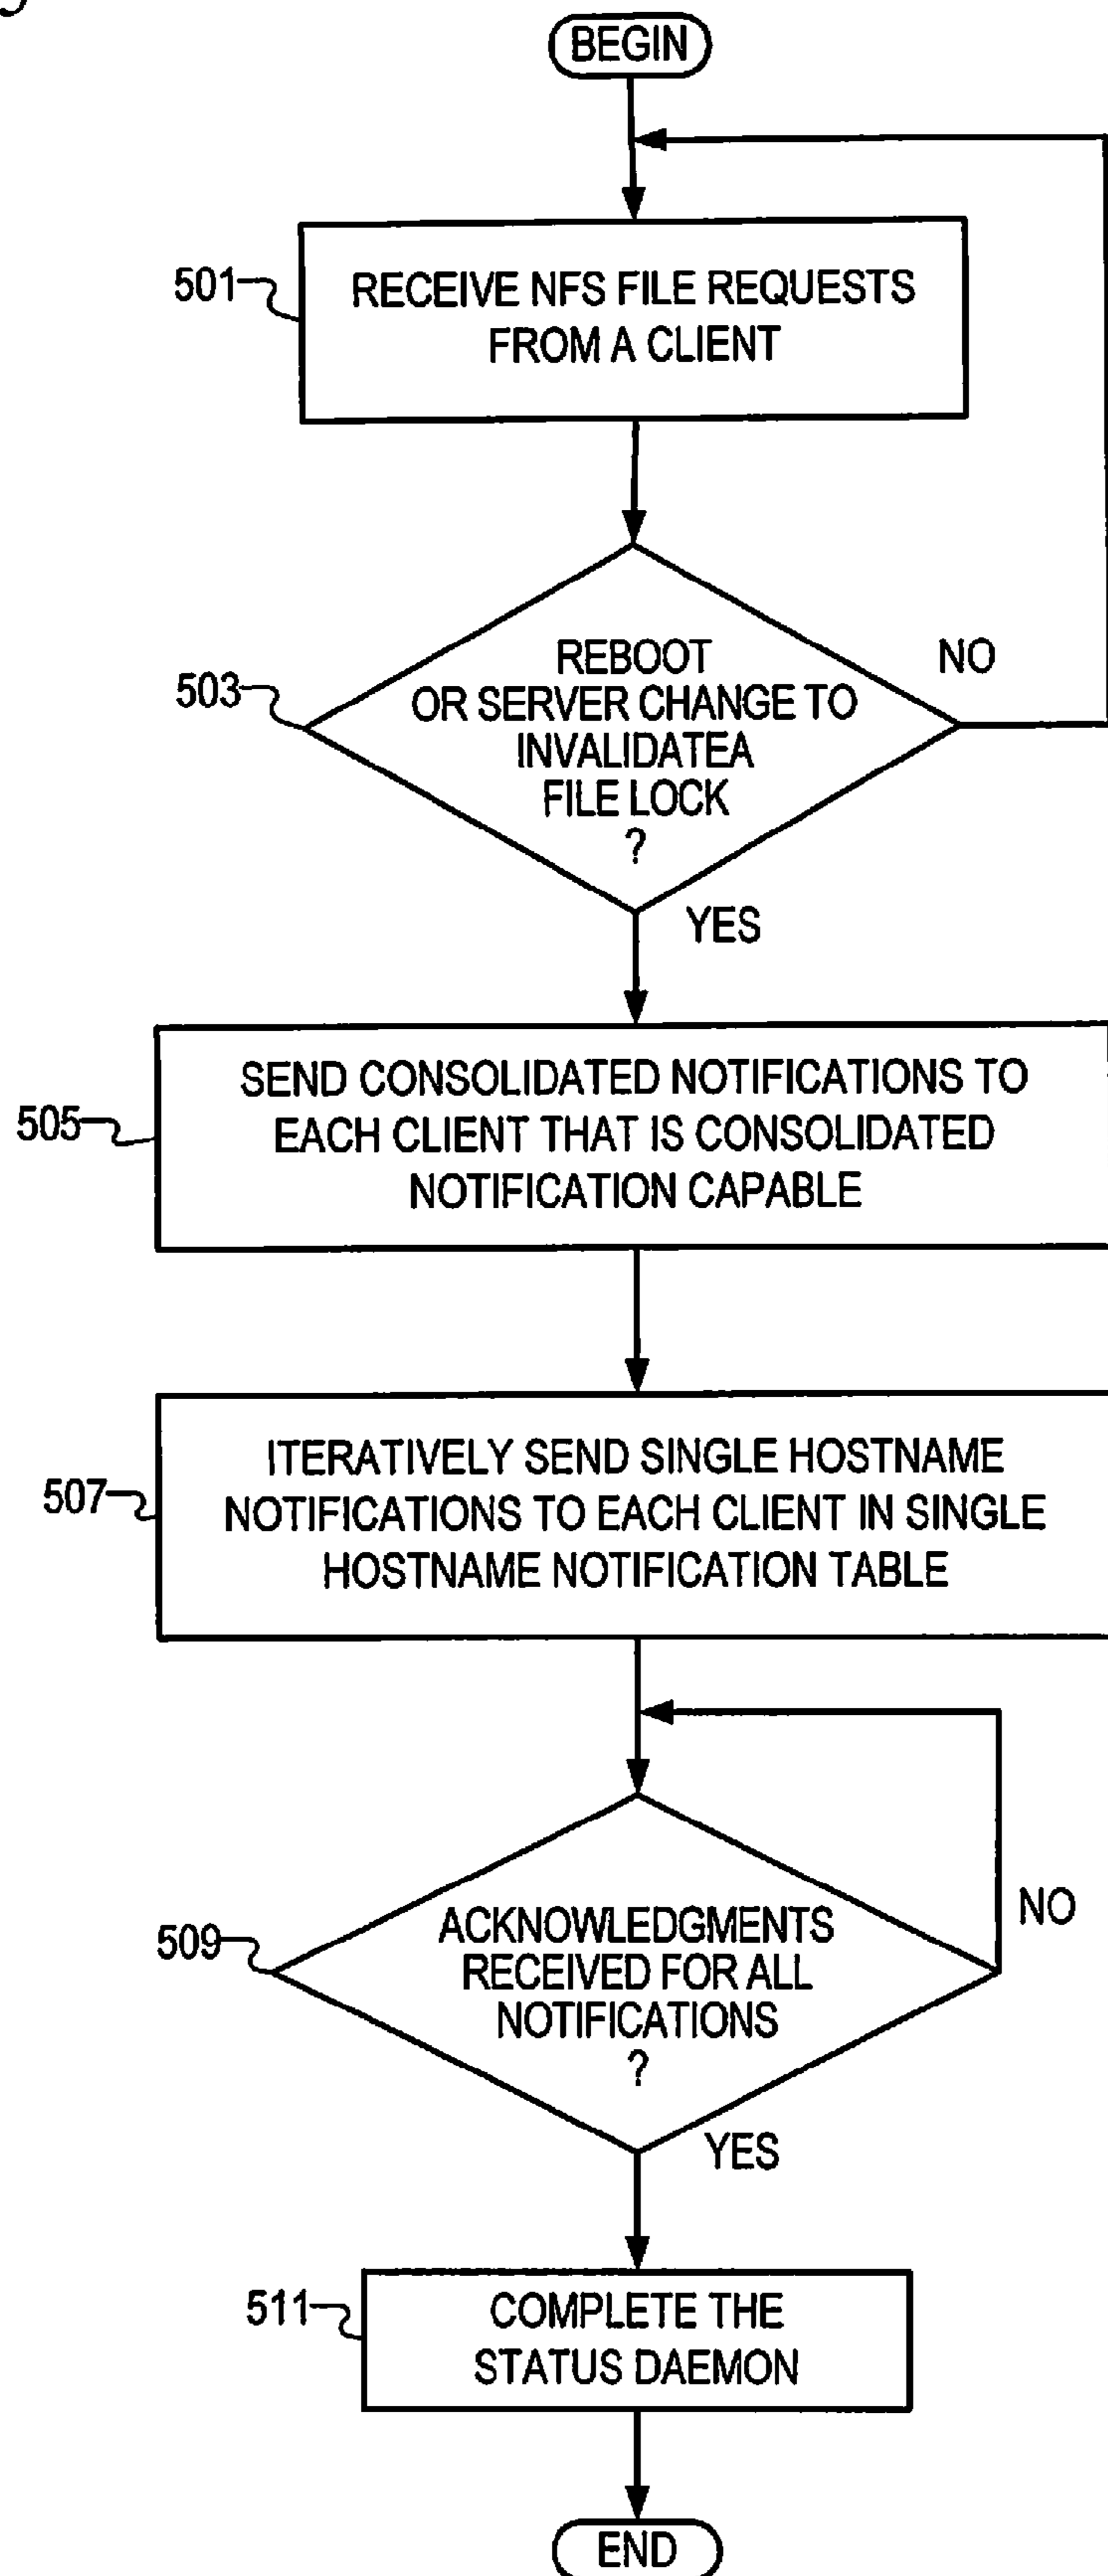 BEGIN
501
RECEIVE NFS FILE REQUESTS
FROM A CLIENT
503
REBOOT
OR SERVER CHANGE TO
INVALIDATEA
FILE LOCK
?
NO
YES
505
SEND CONSOLIDATED NOTIFICATIONS TO
EACH CLIENT THAT IS CONSOLIDATED
NOTIFICATION CAPABLE
507
ITERATIVELY SEND SINGLE HOSTNAME
NOTIFICATIONS TO EACH CLIENT IN SINGLE
HOSTNAME NOTIFICATION TABLE
509
ACKNOWLEDGMENTS
RECEIVED FOR ALL
NOTIFICATIONS
?
NO
YES
511
COMPLETE THE
STATUS DAEMON
END